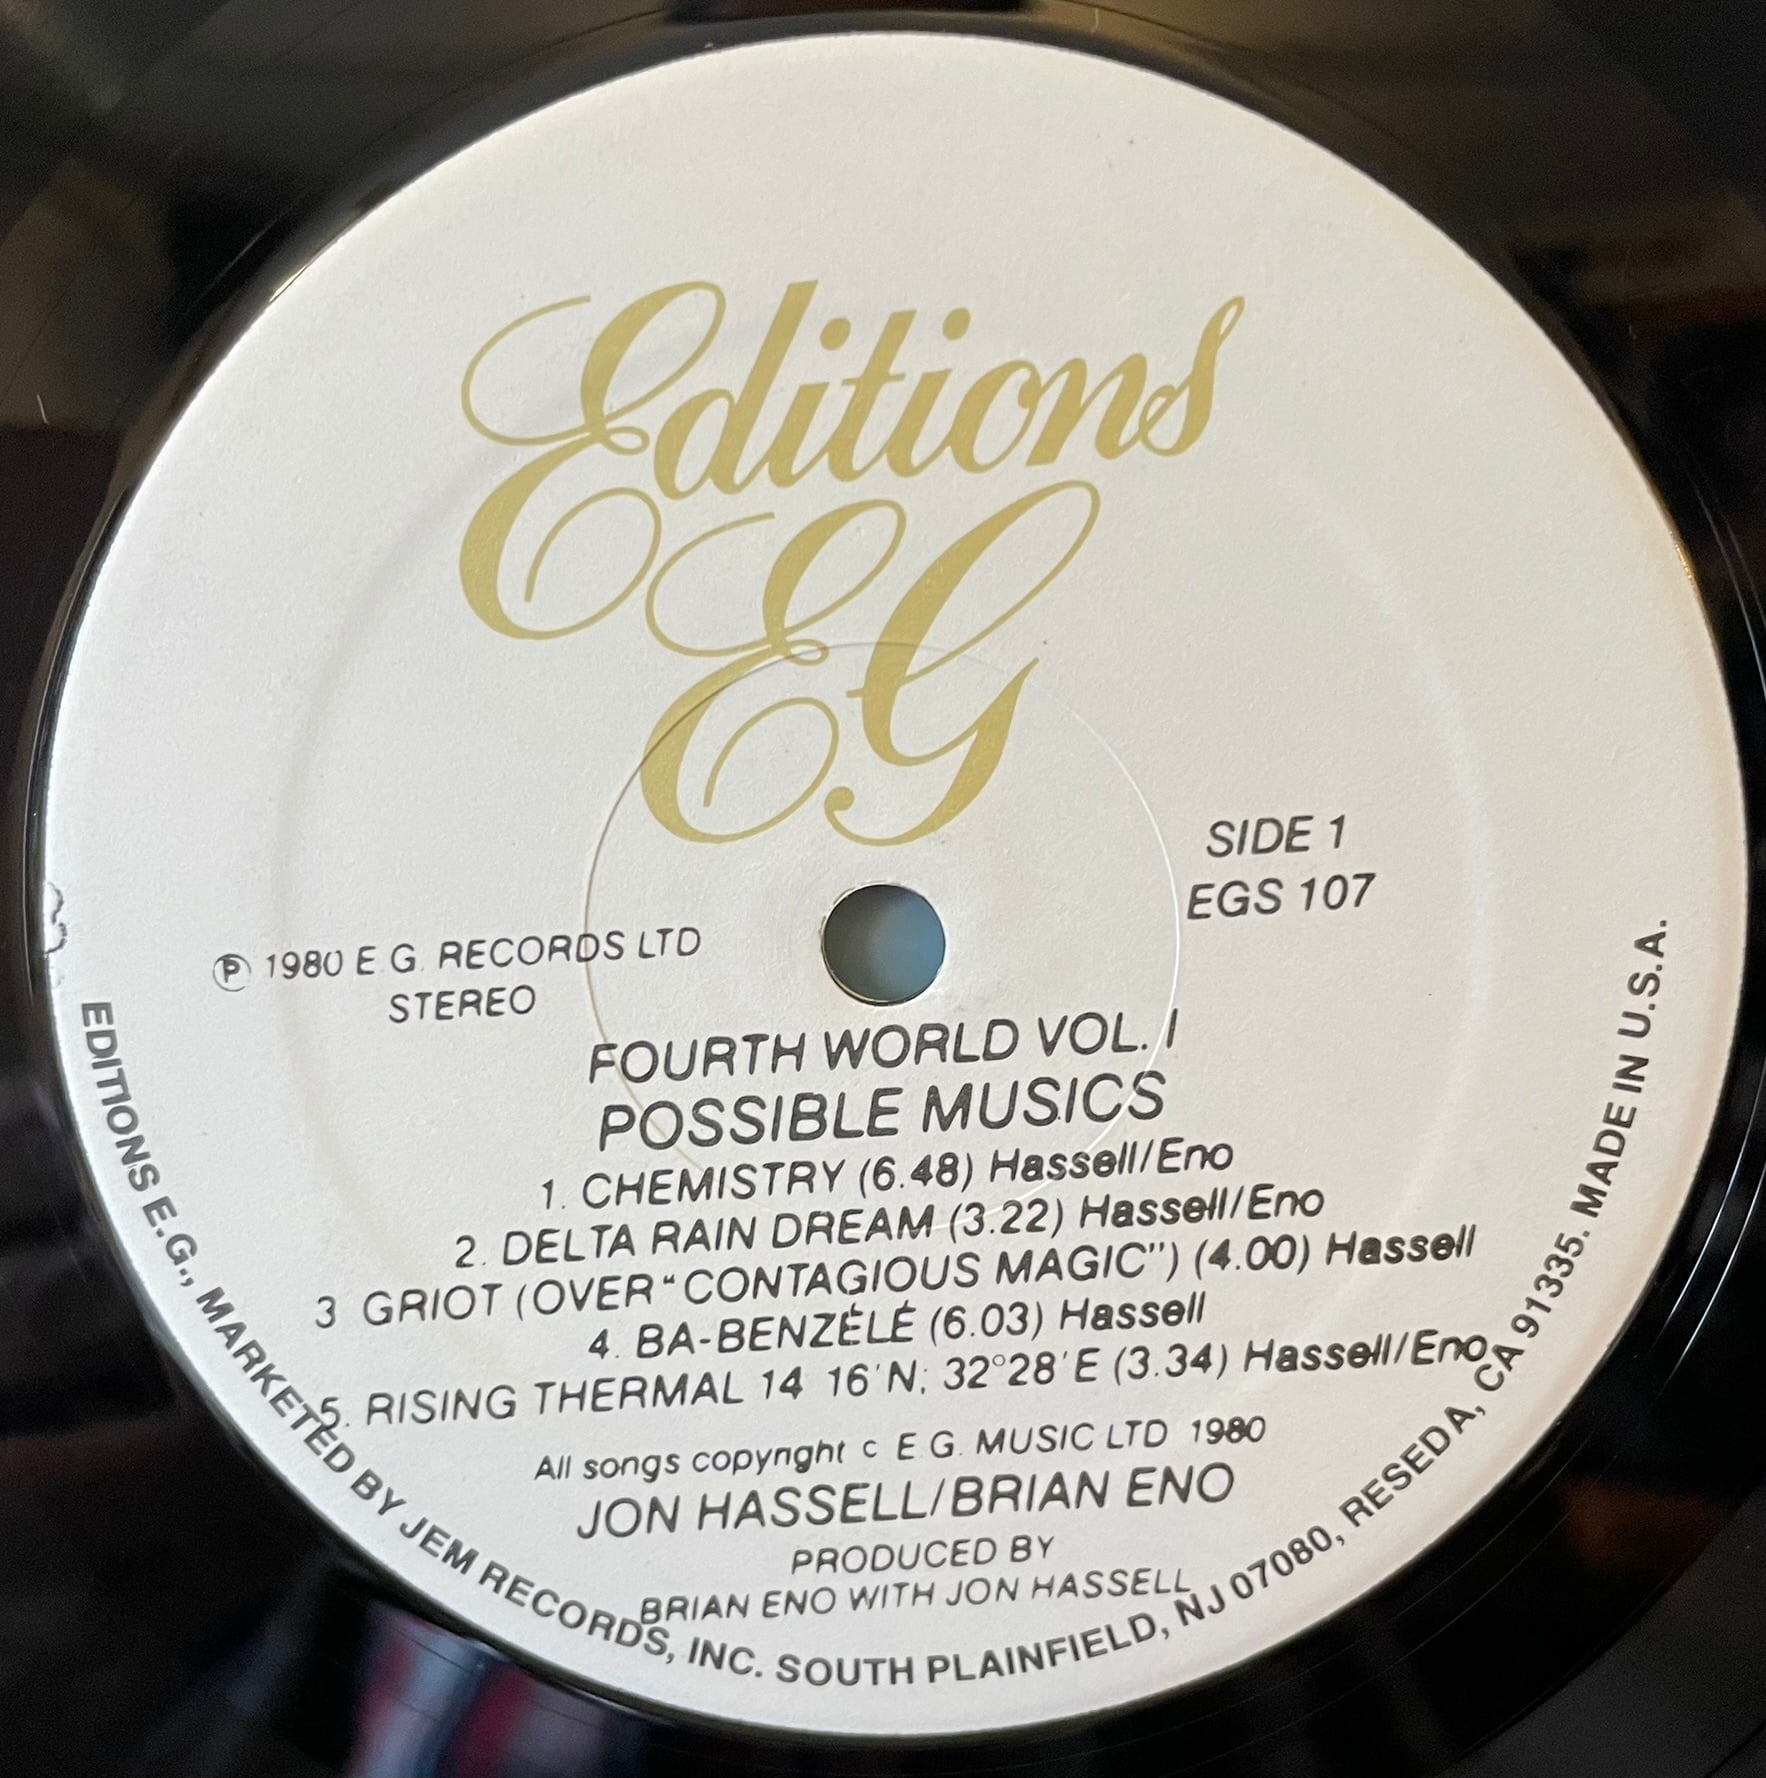 Editions
EG
SIDE 1
EGS 107
℗ 1980 E.G. RECORDS LTD
STEREO
FOURTH WORLD VOL. I
POSSIBLE MUSICS
1. CHEMISTRY (6.48) Hassell/Eno
2. DELTA RAIN DREAM (3.22) Hassell/Eno
3 GRIOT (OVER “CONTAGIOUS MAGIC”) (4.00) Hassell
4. BA-BENZÉLÉ (6.03) Hassell
5. RISING THERMAL 14 16'N; 32°28'E (3.34) Hassell/Eno
All songs copyright c E.G. MUSIC LTD 1980
JON HASSELL/BRIAN ENO
PRODUCED BY
BRIAN ENO WITH JON HASSELL
EDITIONS E.G., MARKETED BY JEM RECORDS, INC. SOUTH PLAINFIELD, NJ 07080, RESEDA, CA 91335. MADE IN U.S.A.